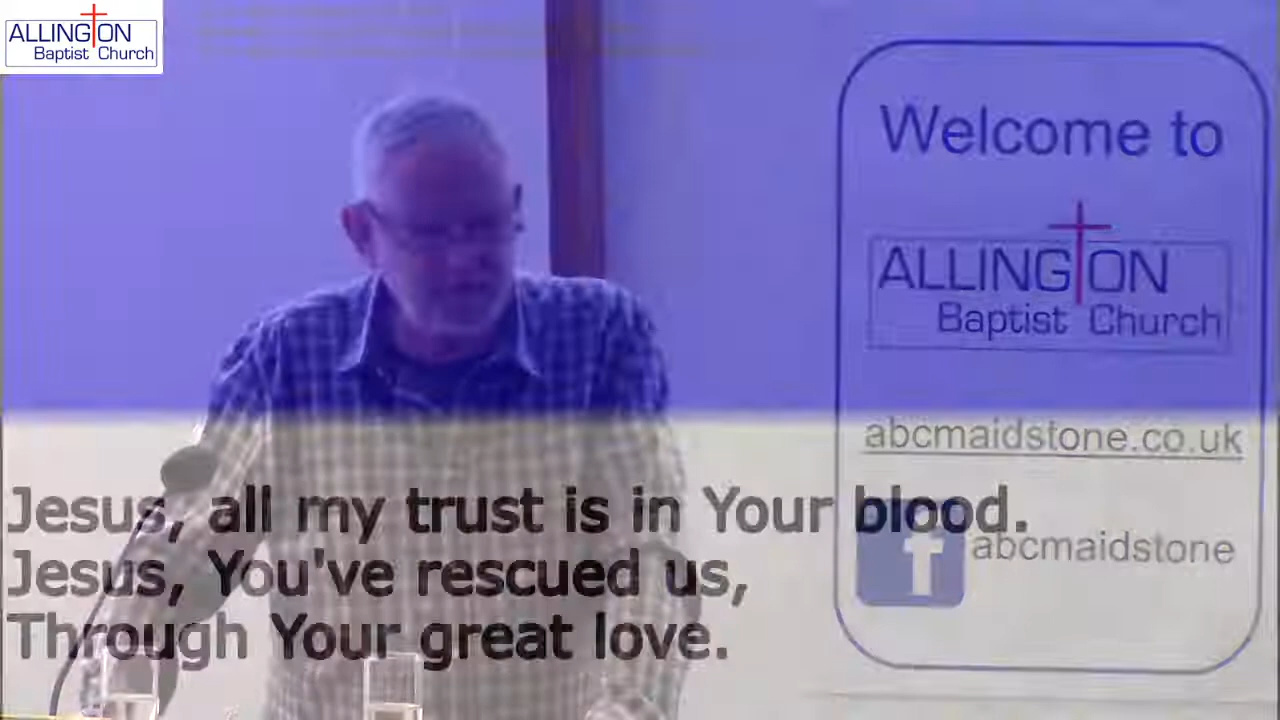 ALLINGTON
Baptist Church
Welcome to
ALLINGTON
Baptist Church
abcmaidstone.co.uk
f abcmaidstone
Jesus, all my trust is in Your blood.
Jesus, You've rescued us,
Through Your great love.